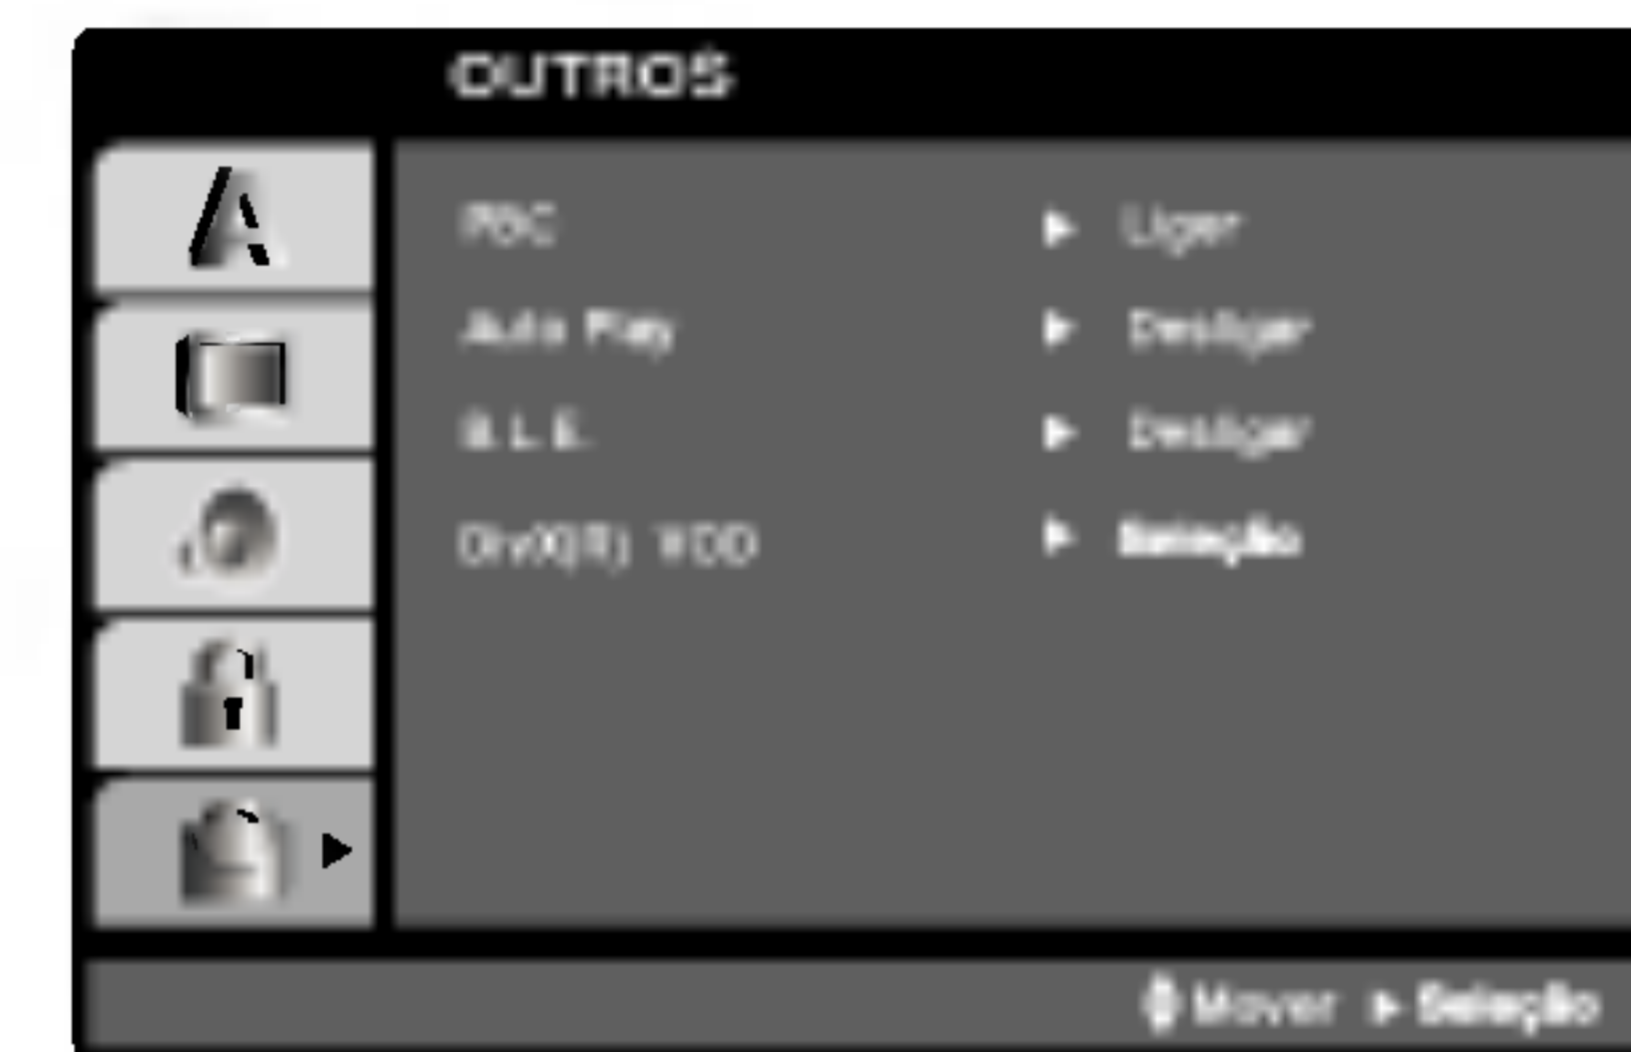 OUTROS
PBC Ligar
Auto Play Desligar
B.L.E. Desligar
DivX(R) VOD Seleção
Mover Seleção